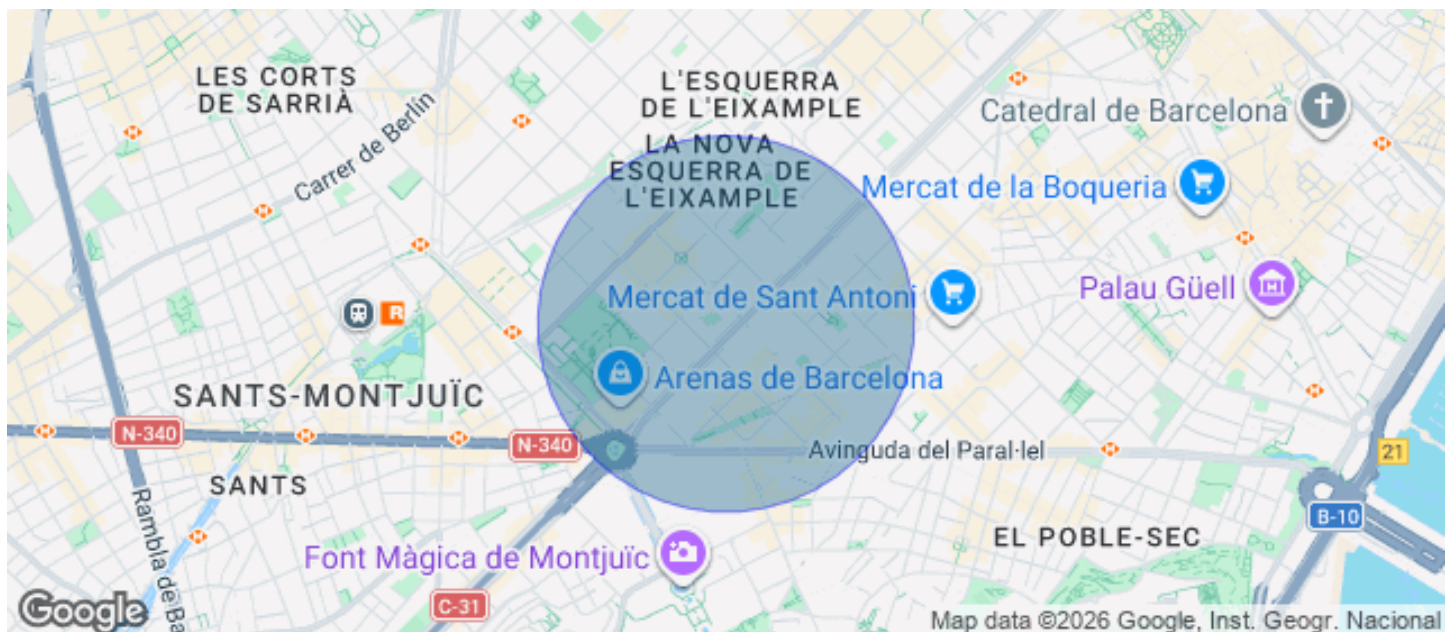 LES CORTS
DE SARRIÀ
L'ESQUERRA
DE L'EIXAMPLE
Catedral de Barcelona
Carrer de Berlín
LA NOVA
ESQUERRA DE
L'EIXAMPLE
Mercat de la Boqueria
Mercat de Sant Antoni
Palau Güell
R
Arenas de Barcelona
SANTS-MONTJUÏC
N-340
N-340
Avinguda del Paral·lel
21
SANTS
Rambla de Ba
B-10
EL POBLE-SEC
Font Màgica de Montjuïc
C-31
Google
Map data ©2026 Google, Inst. Geogr. Nacional